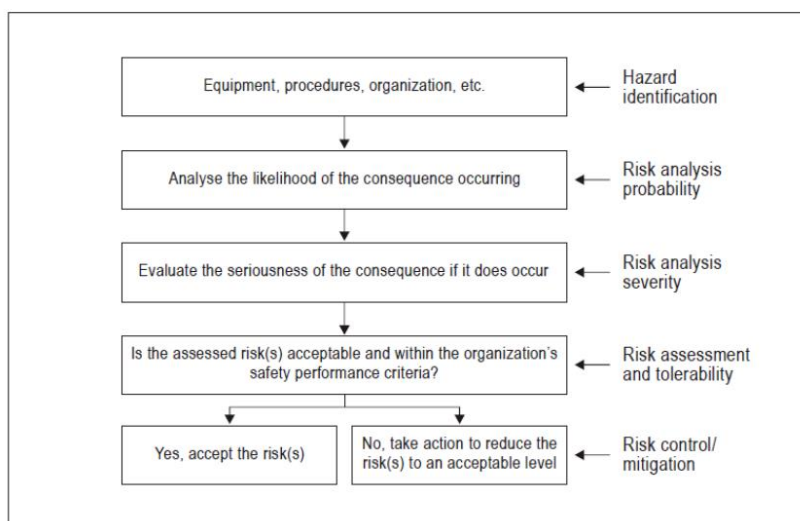 Equipment, procedures, organization, etc.
Hazard
identification
Analyse the likelihood of the consequence occurring
Risk analysis
probability
Evaluate the seriousness of the consequence if it does occur
Risk analysis
severity
Is the assessed risk(s) acceptable and within the organization's
safety performance criteria?
Risk assessment
and tolerability
Yes, accept the risk(s)
No, take action to reduce the
risk(s) to an acceptable level
Risk control/
mitigation